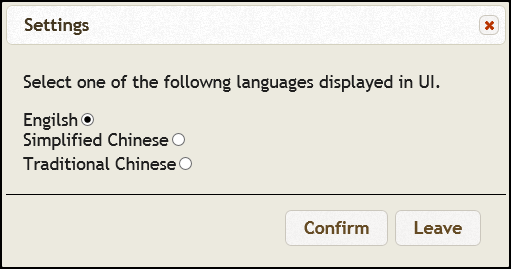 Settings
Select one of the followng languages displayed in UI.
Engilsh
Simplified Chinese
Traditional Chinese
Confirm
Leave